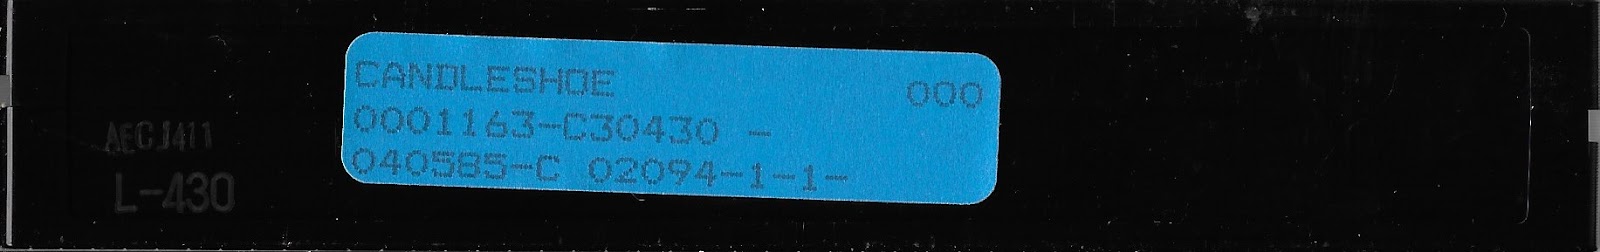 CANDLESHOE 000
0001163-C30430 -
040585-C 02094-1-1-
AECJ411
L-430